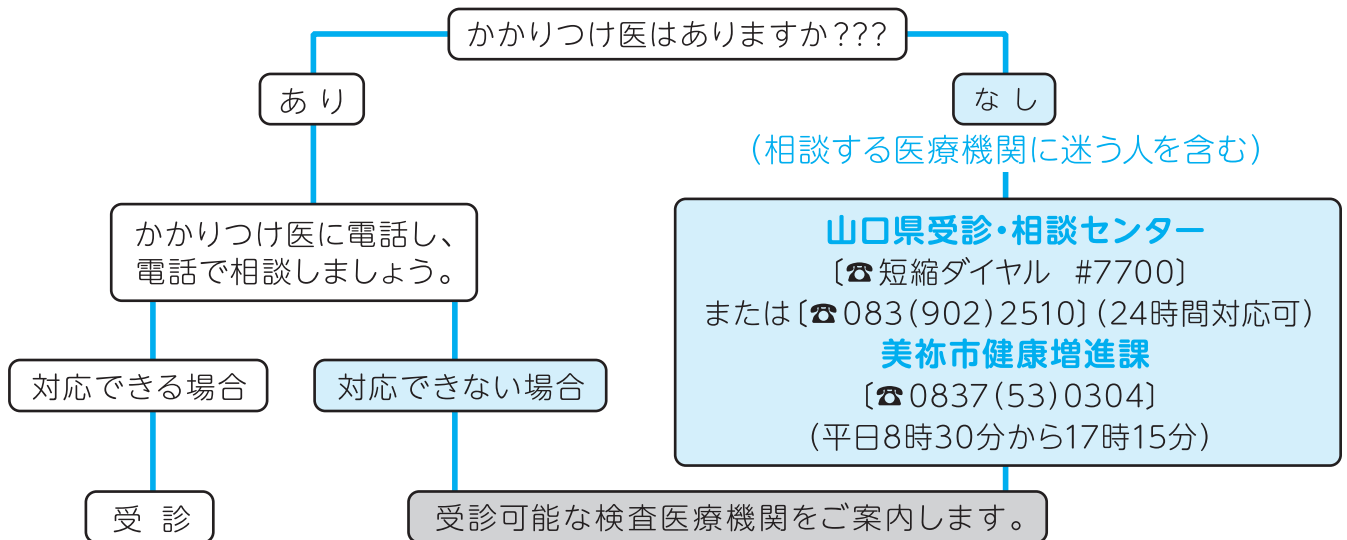 かかりつけ医はありますか???
あ り
な し
(相談する医療機関に迷う人を含む)
かかりつけ医に電話し、
電話で相談しましょう。
山口県受診・相談センター
〔☎短縮ダイヤル #7700〕
または〔☎083(902)2510〕(24時間対応可)
美祢市健康増進課
〔☎0837(53)0304〕
(平日8時30分から17時15分)
対応できる場合
対応できない場合
受 診
受診可能な検査医療機関をご案内します。